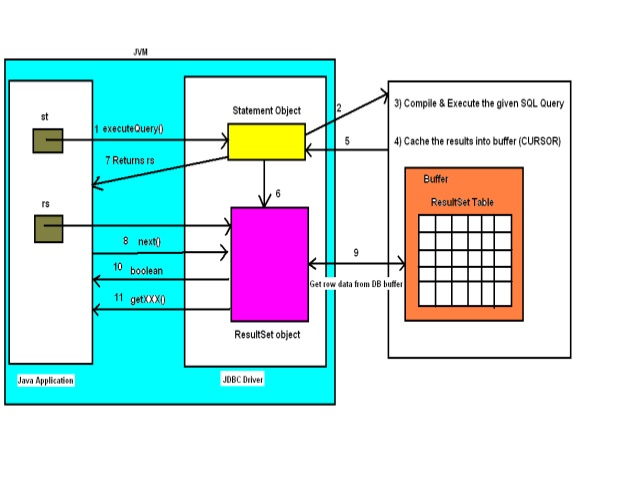 JVM
st
1 executeQuery()
Statement Object
2
3) Compile & Execute the given SQL Query
4) Cache the results into buffer (CURSOR)
5
7 Returns rs
6
Buffer
ResultSet Table
rs
8 next()
9
10 boolean
Get row data from DB buffer
11 getXXX()
ResultSet object
Java Application
JDBC Driver